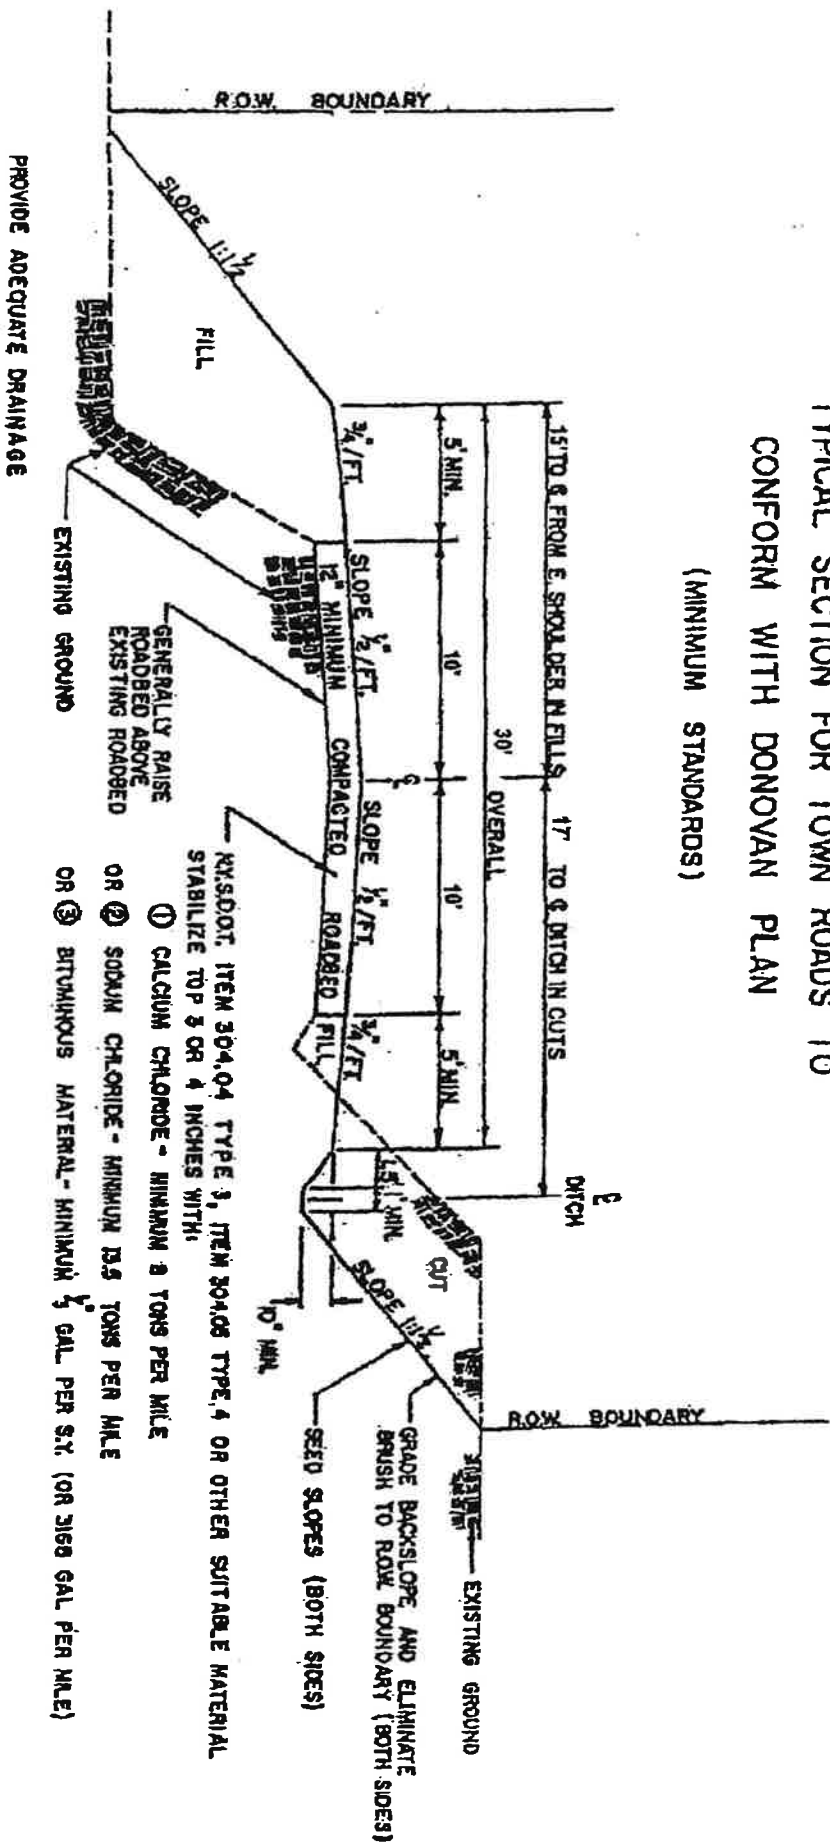 TYPICAL SECTION FOR TOWN ROADS TO
CONFORM WITH DONOVAN PLAN
(MINIMUM STANDARDS)
R.O.W. BOUNDARY
R.O.W. BOUNDARY
15' TO ℄ FROM E SHOULDER IN FILLS
17' TO ℄ DITCH IN CUTS
℄
DITCH
30'
OVERALL
5' MIN.
10'
10'
5' MIN.
℄
1.5' MIN.
3/4"/FT.
SLOPE 1/2"/FT.
SLOPE 1/2"/FT.
3/4"/FT.
SLOPE 1:1 1/2
FILL
12" MINIMUM COMPACTED ROADBED
FILL
CUT
SLOPE 1:1 1/2
10" MIN.
EXISTING GROUND
GRADE BACKSLOPE AND ELIMINATE
BRUSH TO R.O.W. BOUNDARY (BOTH SIDES)
SEED SLOPES (BOTH SIDES)
GENERALLY RAISE
ROADBED ABOVE
EXISTING ROADBED
EXISTING GROUND
PROVIDE ADEQUATE DRAINAGE
N.Y.S.D.O.T. ITEM 304.04 TYPE 3, ITEM 304.05 TYPE 4 OR OTHER SUITABLE MATERIAL
STABILIZE TOP 3 OR 4 INCHES WITH:
① CALCIUM CHLORIDE - MINIMUM TONS PER MILE
OR ② SODIUM CHLORIDE - MINIMUM 13.5 TONS PER MILE
OR ③ BITUMINOUS MATERIAL - MINIMUM GAL. PER S.Y. (OR 3168 GAL PER MILE)